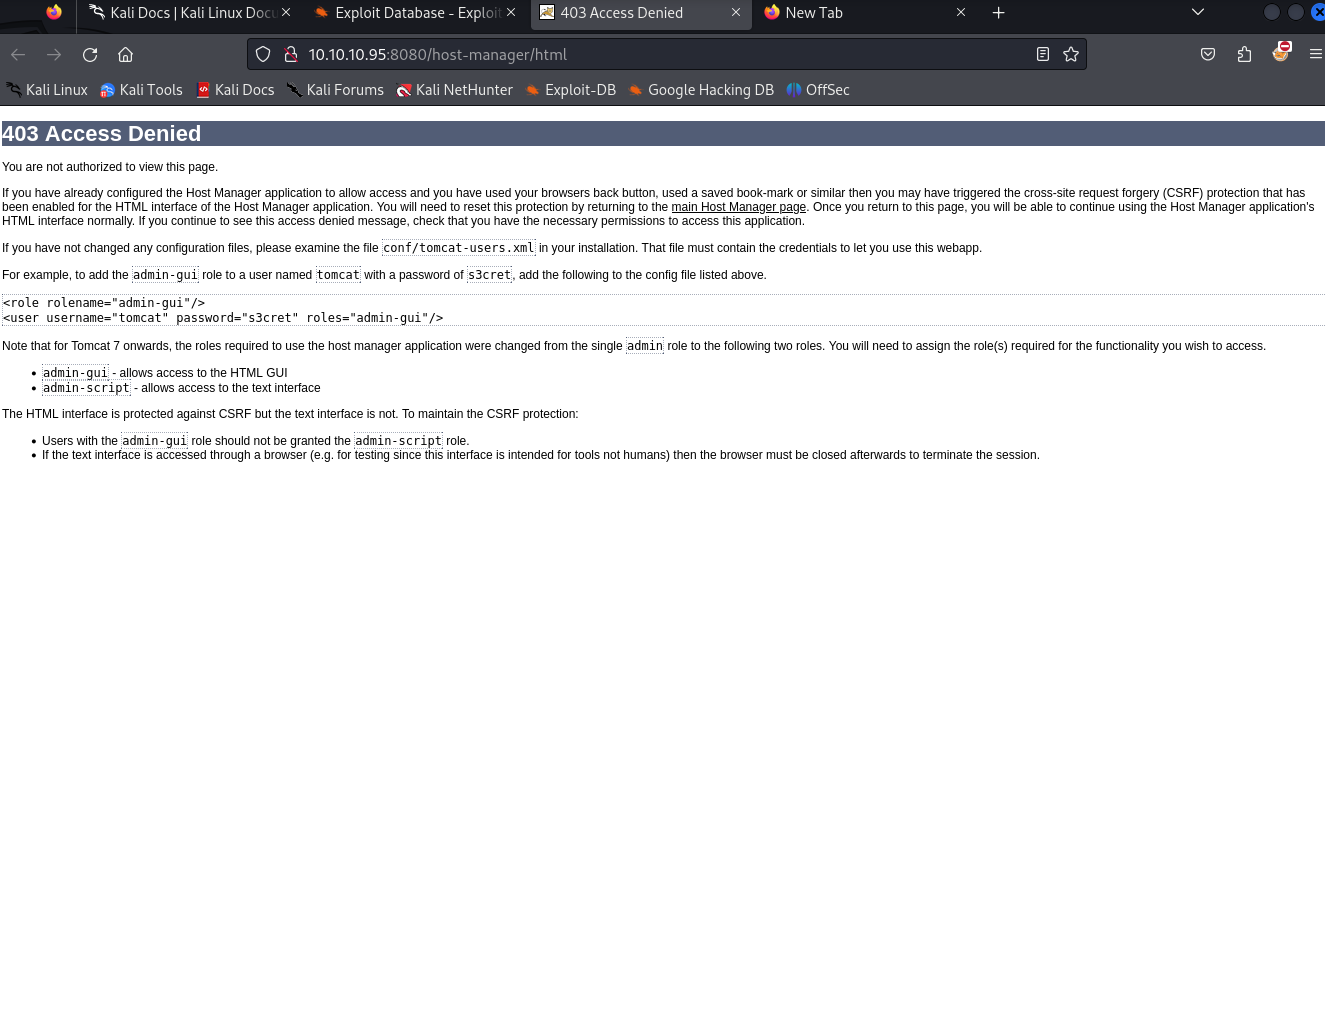 Kali Docs | Kali Linux Docu
Exploit Database - Exploit
403 Access Denied
New Tab
10.10.10.95:8080/host-manager/html
Kali Linux
Kali Tools
Kali Docs
Kali Forums
Kali NetHunter
Exploit-DB
Google Hacking DB
OffSec
403 Access Denied
You are not authorized to view this page.
If you have already configured the Host Manager application to allow access and you have used your browsers back button, used a saved book-mark or similar then you may have triggered the cross-site request forgery (CSRF) protection that has
been enabled for the HTML interface of the Host Manager application. You will need to reset this protection by returning to the main Host Manager page. Once you return to this page, you will be able to continue using the Host Manager application's
HTML interface normally. If you continue to see this access denied message, check that you have the necessary permissions to access this application.
If you have not changed any configuration files, please examine the file conf/tomcat-users.xml in your installation. That file must contain the credentials to let you use this webapp.
For example, to add the admin-gui role to a user named tomcat with a password of s3cret, add the following to the config file listed above.
<role rolename="admin-gui"/>
<user username="tomcat" password="s3cret" roles="admin-gui"/>
Note that for Tomcat 7 onwards, the roles required to use the host manager application were changed from the single admin role to the following two roles. You will need to assign the role(s) required for the functionality you wish to access.
• admin-gui - allows access to the HTML GUI
• admin-script - allows access to the text interface
The HTML interface is protected against CSRF but the text interface is not. To maintain the CSRF protection:
• Users with the admin-gui role should not be granted the admin-script role.
• If the text interface is accessed through a browser (e.g. for testing since this interface is intended for tools not humans) then the browser must be closed afterwards to terminate the session.